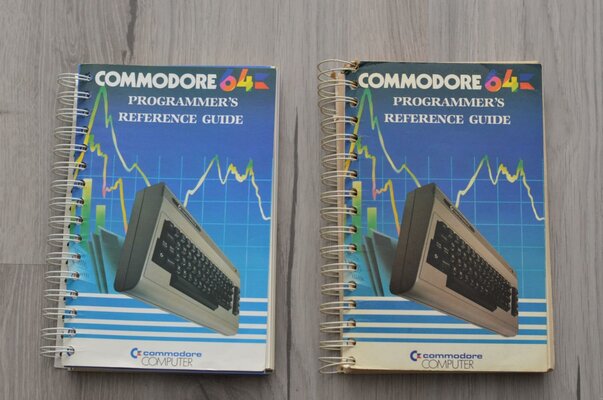 COMMODORE 64
PROGRAMMER'S
REFERENCE GUIDE
commodore
COMPUTER
COMMODORE 64
PROGRAMMER'S
REFERENCE GUIDE
commodore
COMPUTER